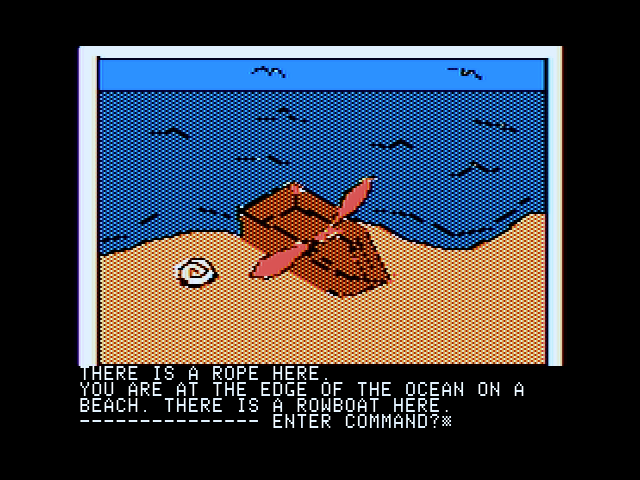 THERE IS A ROPE HERE.
YOU ARE AT THE EDGE OF THE OCEAN ON A
BEACH. THERE IS A ROWBOAT HERE.
--------------- ENTER COMMAND?